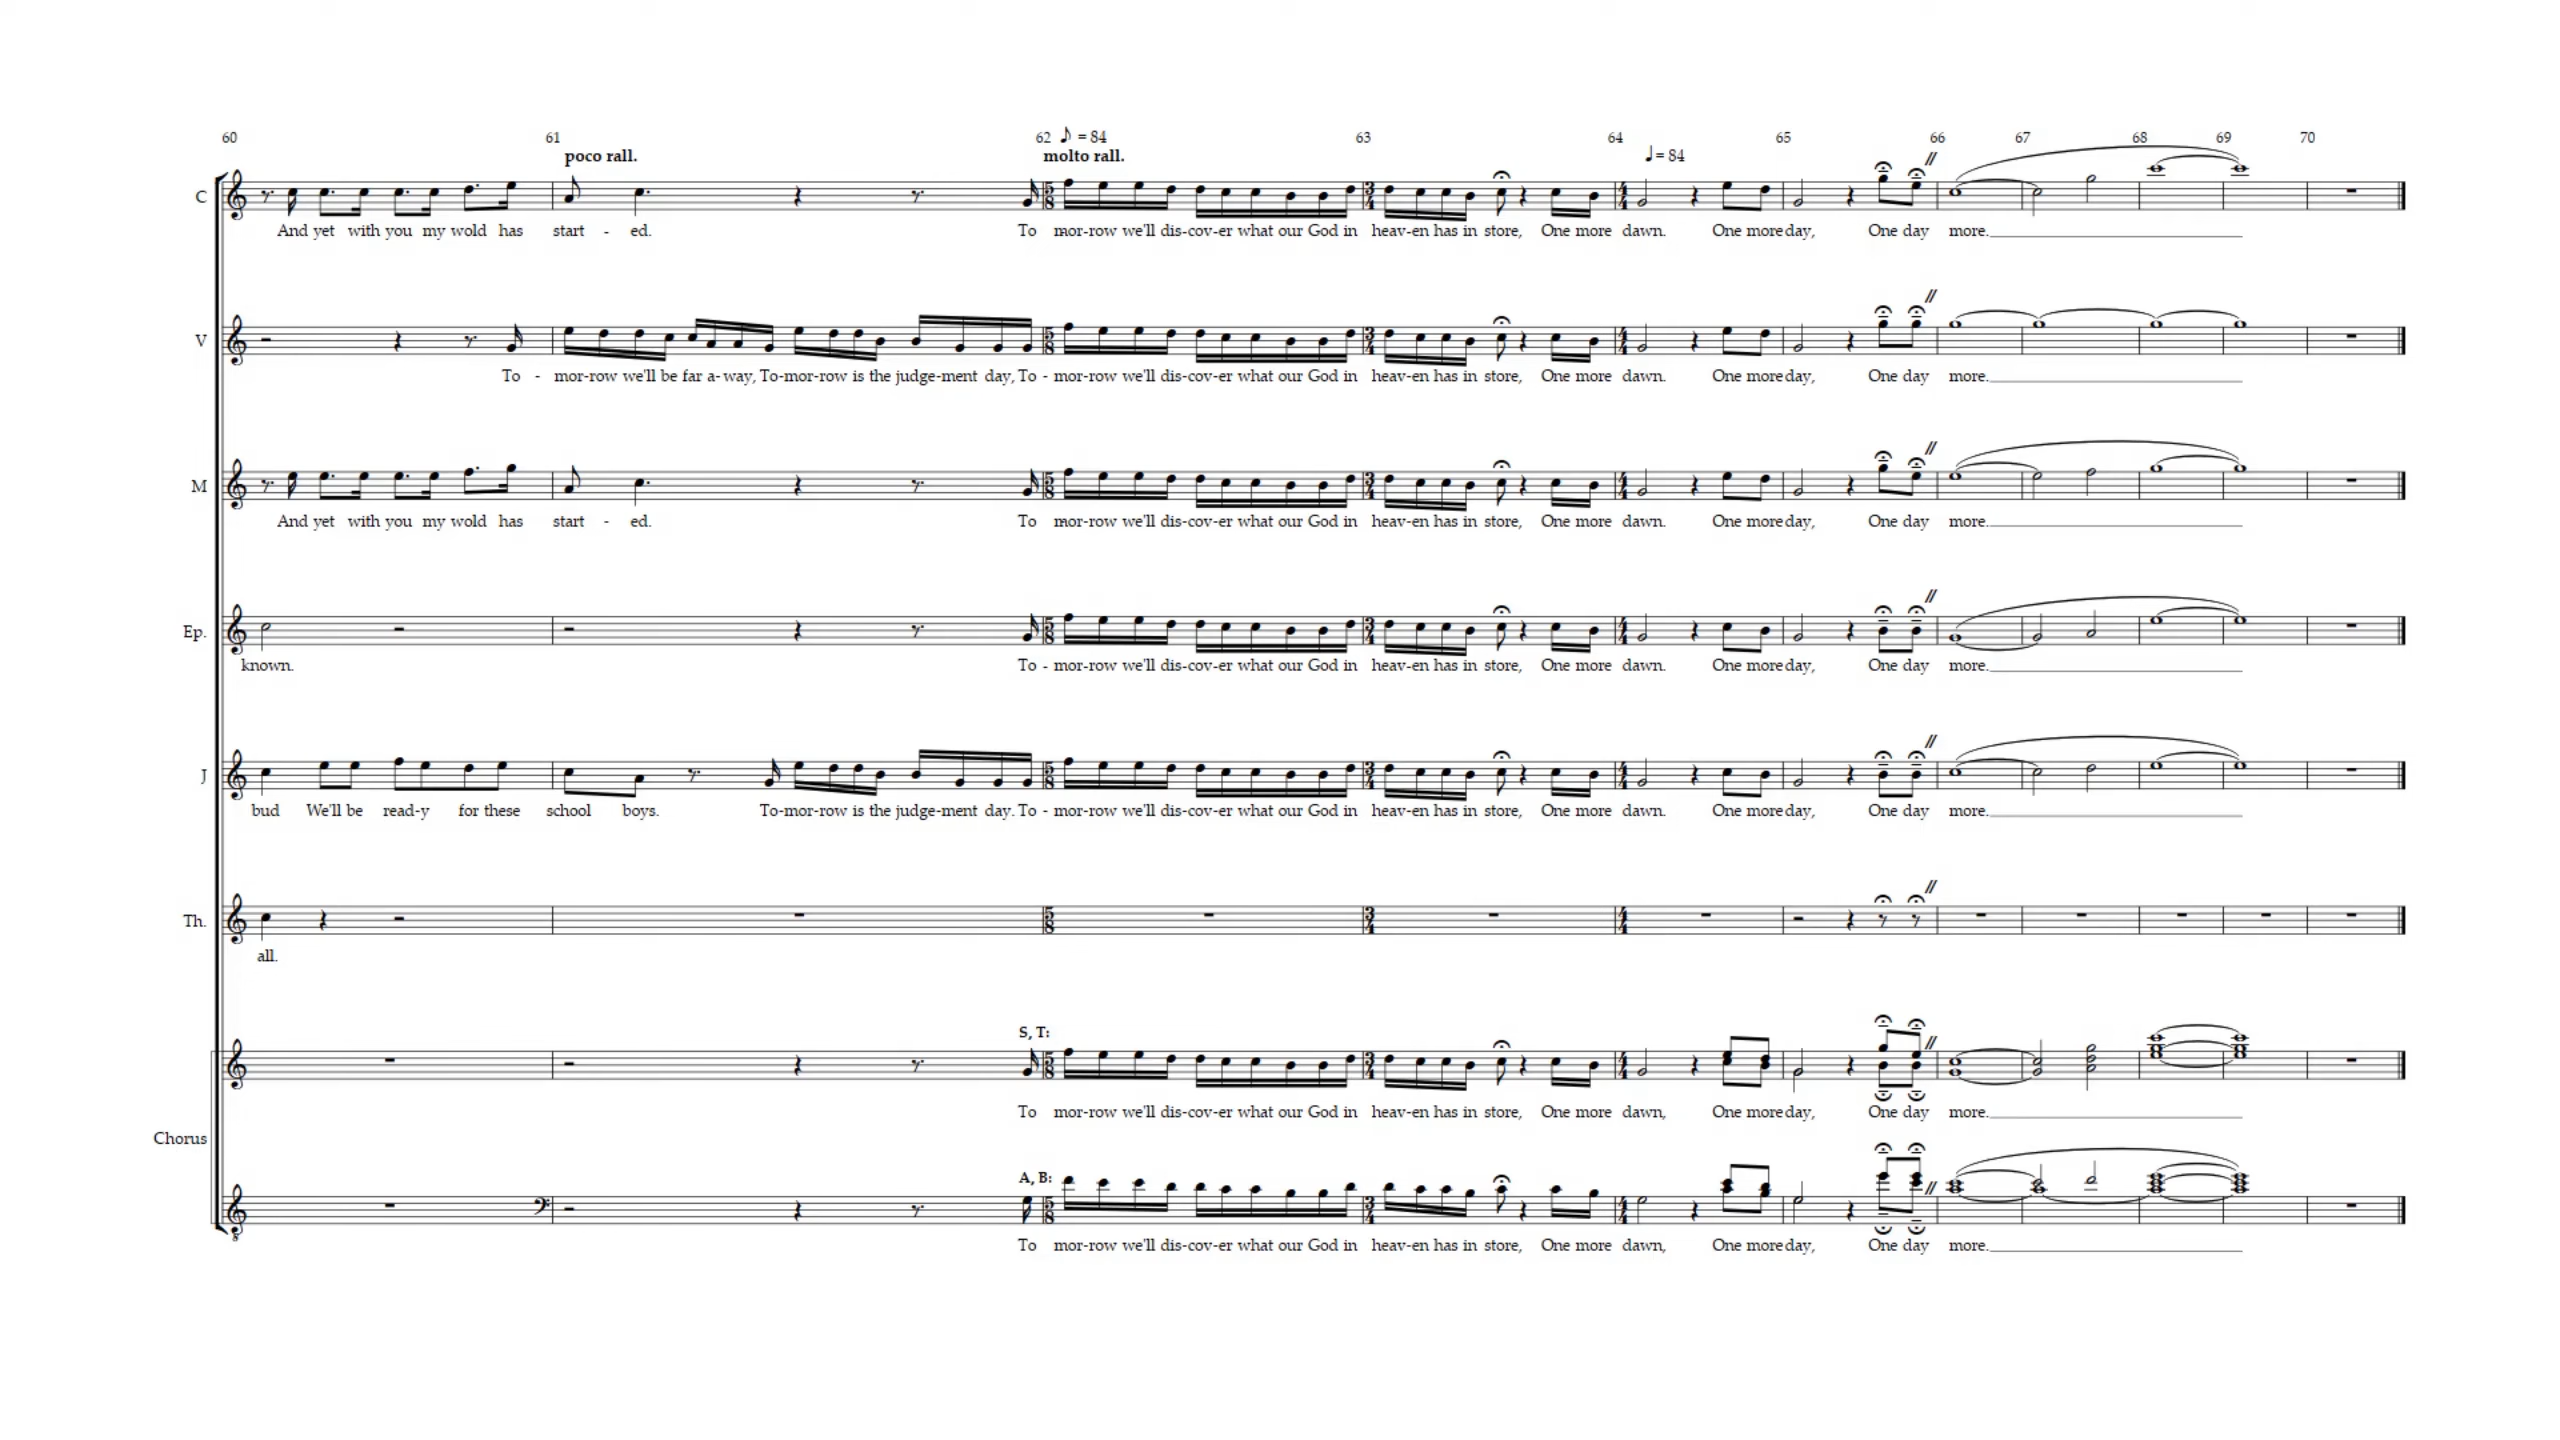 60 61 62 ♪ = 84 63 64 65 66 67 68 69 70
poco rall. molto rall. ♩= 84
C
And yet with you my wold has start - ed. To mor-row we'll dis-cov-er what our God in heav-en has in store, One more dawn. One more day, One day more.
V
To - mor-row we'll be far a-way, To-mor-row is the judge-ment day, To - mor-row we'll dis-cov-er what our God in heav-en has in store, One more dawn. One more day, One day more.
M
And yet with you my wold has start - ed. To mor-row we'll dis-cov-er what our God in heav-en has in store, One more dawn. One more day, One day more.
Ep.
known. To - mor-row we'll dis-cov-er what our God in heav-en has in store, One more dawn. One more day, One day more.
J
bud We'll be read-y for these school boys. To-mor-row is the judge-ment day. To - mor-row we'll dis-cov-er what our God in heav-en has in store, One more dawn. One more day, One day more.
Th.
all.
S, T:
To mor-row we'll dis-cov-er what our God in heav-en has in store, One more dawn, One more day, One day more.
Chorus
A, B:
To mor-row we'll dis-cov-er what our God in heav-en has in store, One more dawn, One more day, One day more.